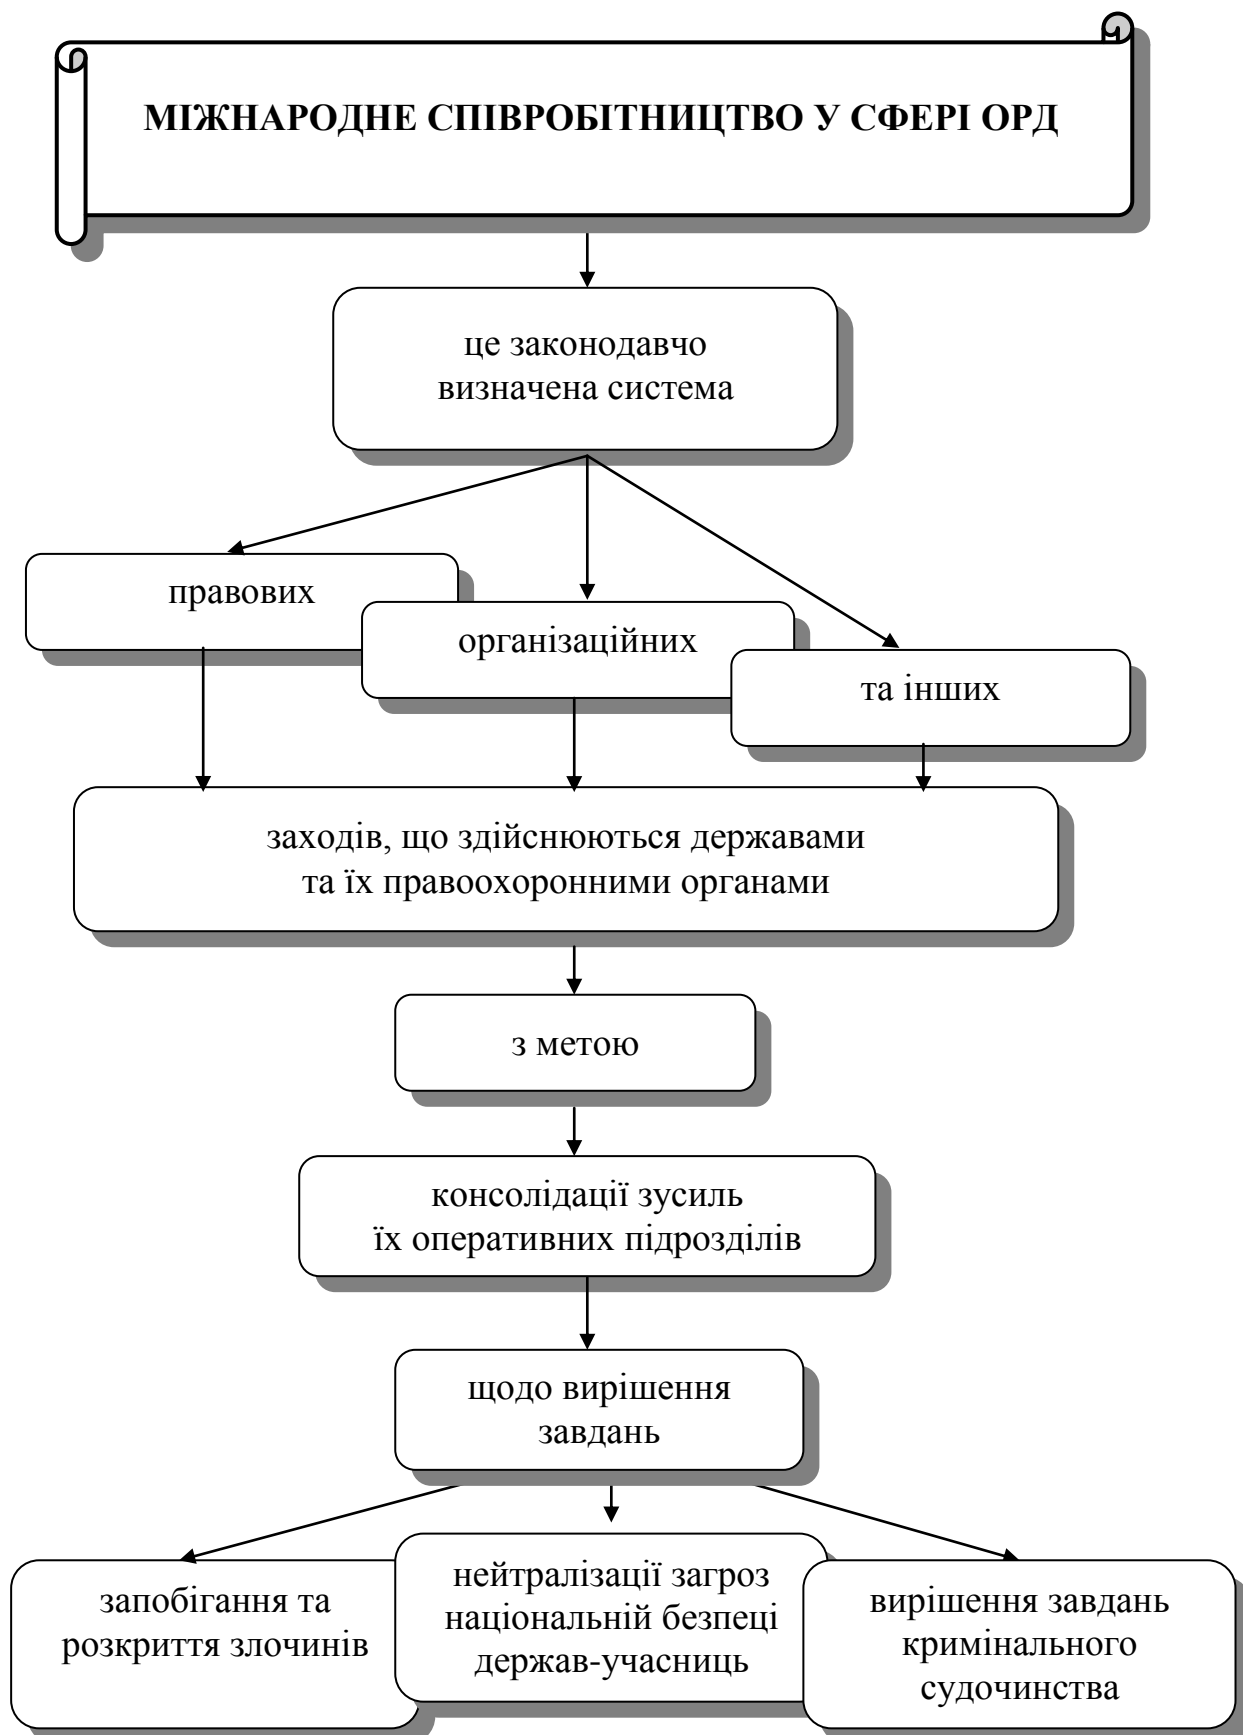 МІЖНАРОДНЕ СПІВРОБІТНИЦТВО У СФЕРІ ОРД
це законодавчо
визначена система
правових
організаційних
та інших
заходів, що здійснюються державами
та їх правоохоронними органами
з метою
консолідації зусиль
їх оперативних підрозділів
щодо вирішення
завдань
запобігання та
розкриття злочинів
нейтралізації загроз
національній безпеці
держав-учасниць
вирішення завдань
кримінального
судочинства